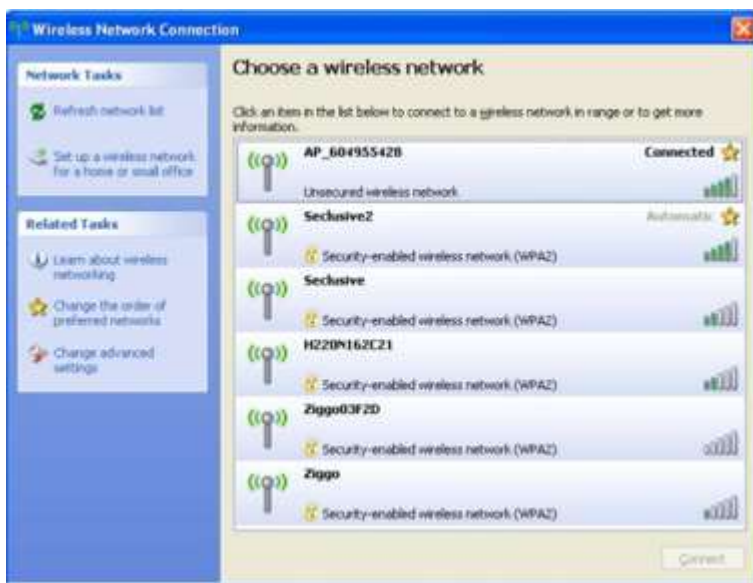 Wireless Network Connection
Network Tasks
Refresh network list
Set up a wireless network
for a home or small office
Related Tasks
Learn about wireless
networking
Change the order of
preferred networks
Change advanced
settings
Choose a wireless network
Click an item in the list below to connect to a wireless network in range or to get more
information.
AP_604955428 Connected
Unsecured wireless network
Seclusive2 Automatic
Security-enabled wireless network (WPA2)
Seclusive
Security-enabled wireless network (WPA2)
H220N162C21
Security-enabled wireless network (WPA2)
Ziggo03F2D
Security-enabled wireless network (WPA2)
Ziggo
Security-enabled wireless network (WPA2)
Connect